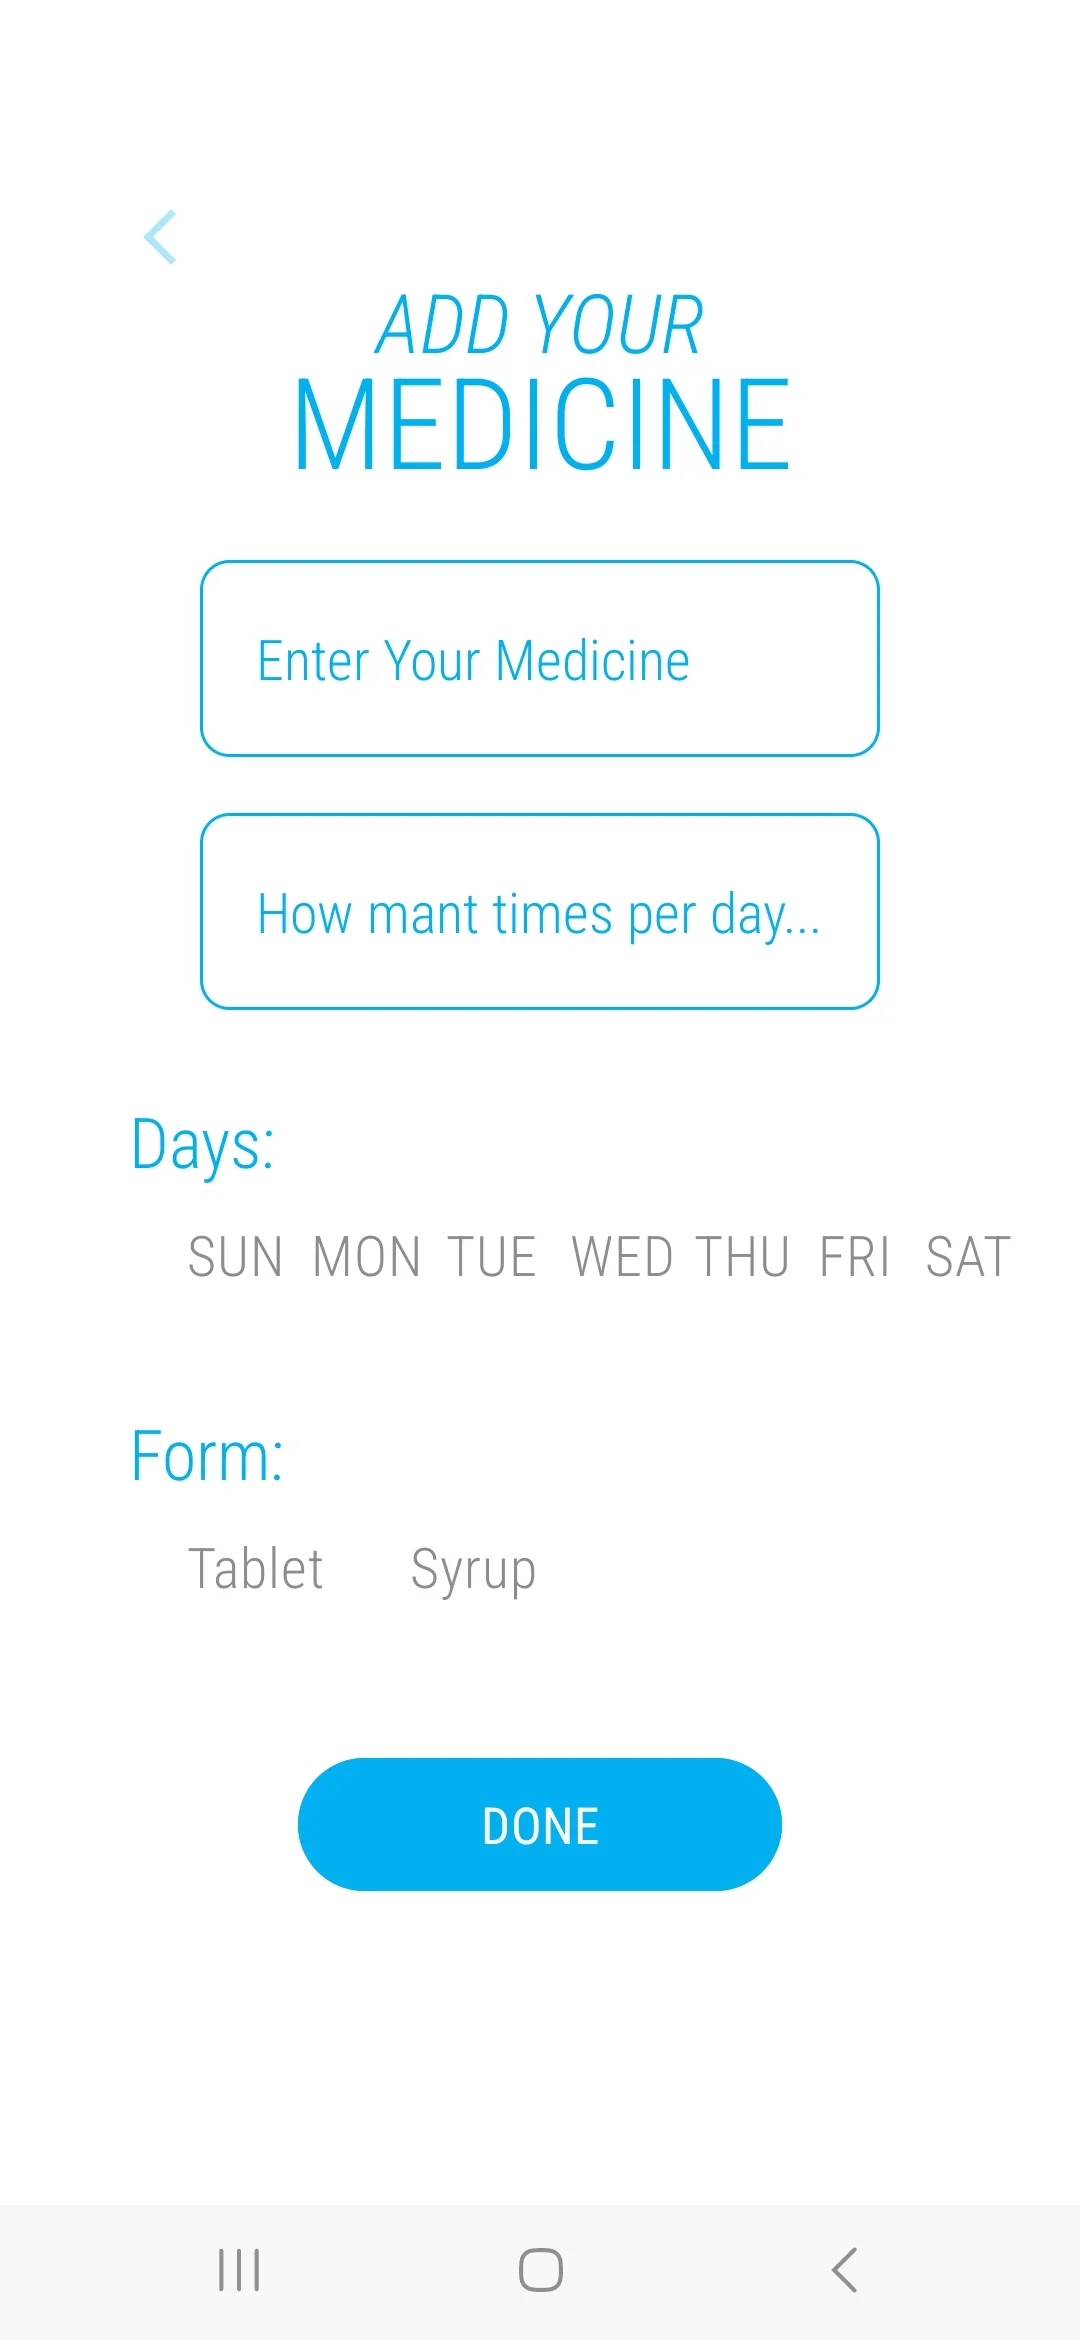 ADD YOUR
MEDICINE
Enter Your Medicine
How mant times per day...
Days:
SUN MON TUE WED THU FRI SAT
Form:
Tablet Syrup
DONE